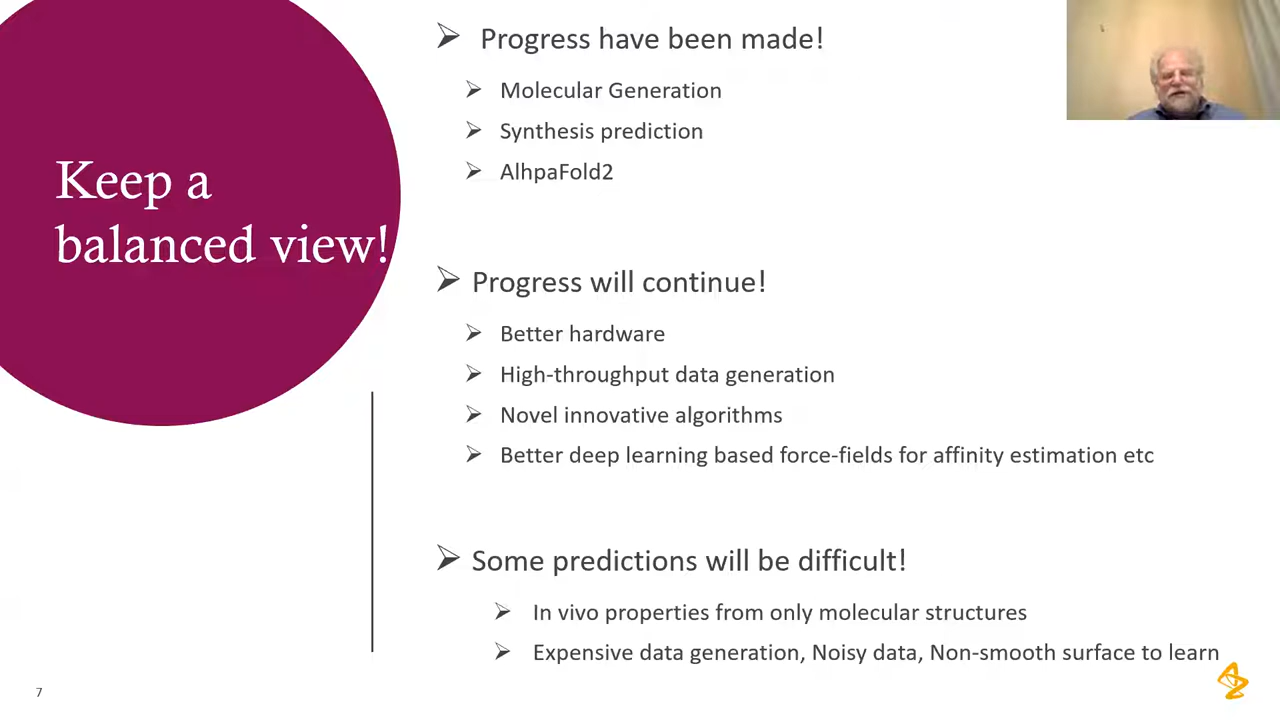 Keep a
balanced view!
Progress have been made!
Molecular Generation
Synthesis prediction
AlhpaFold2
Progress will continue!
Better hardware
High-throughput data generation
Novel innovative algorithms
Better deep learning based force-fields for affinity estimation etc
Some predictions will be difficult!
In vivo properties from only molecular structures
Expensive data generation, Noisy data, Non-smooth surface to learn
7